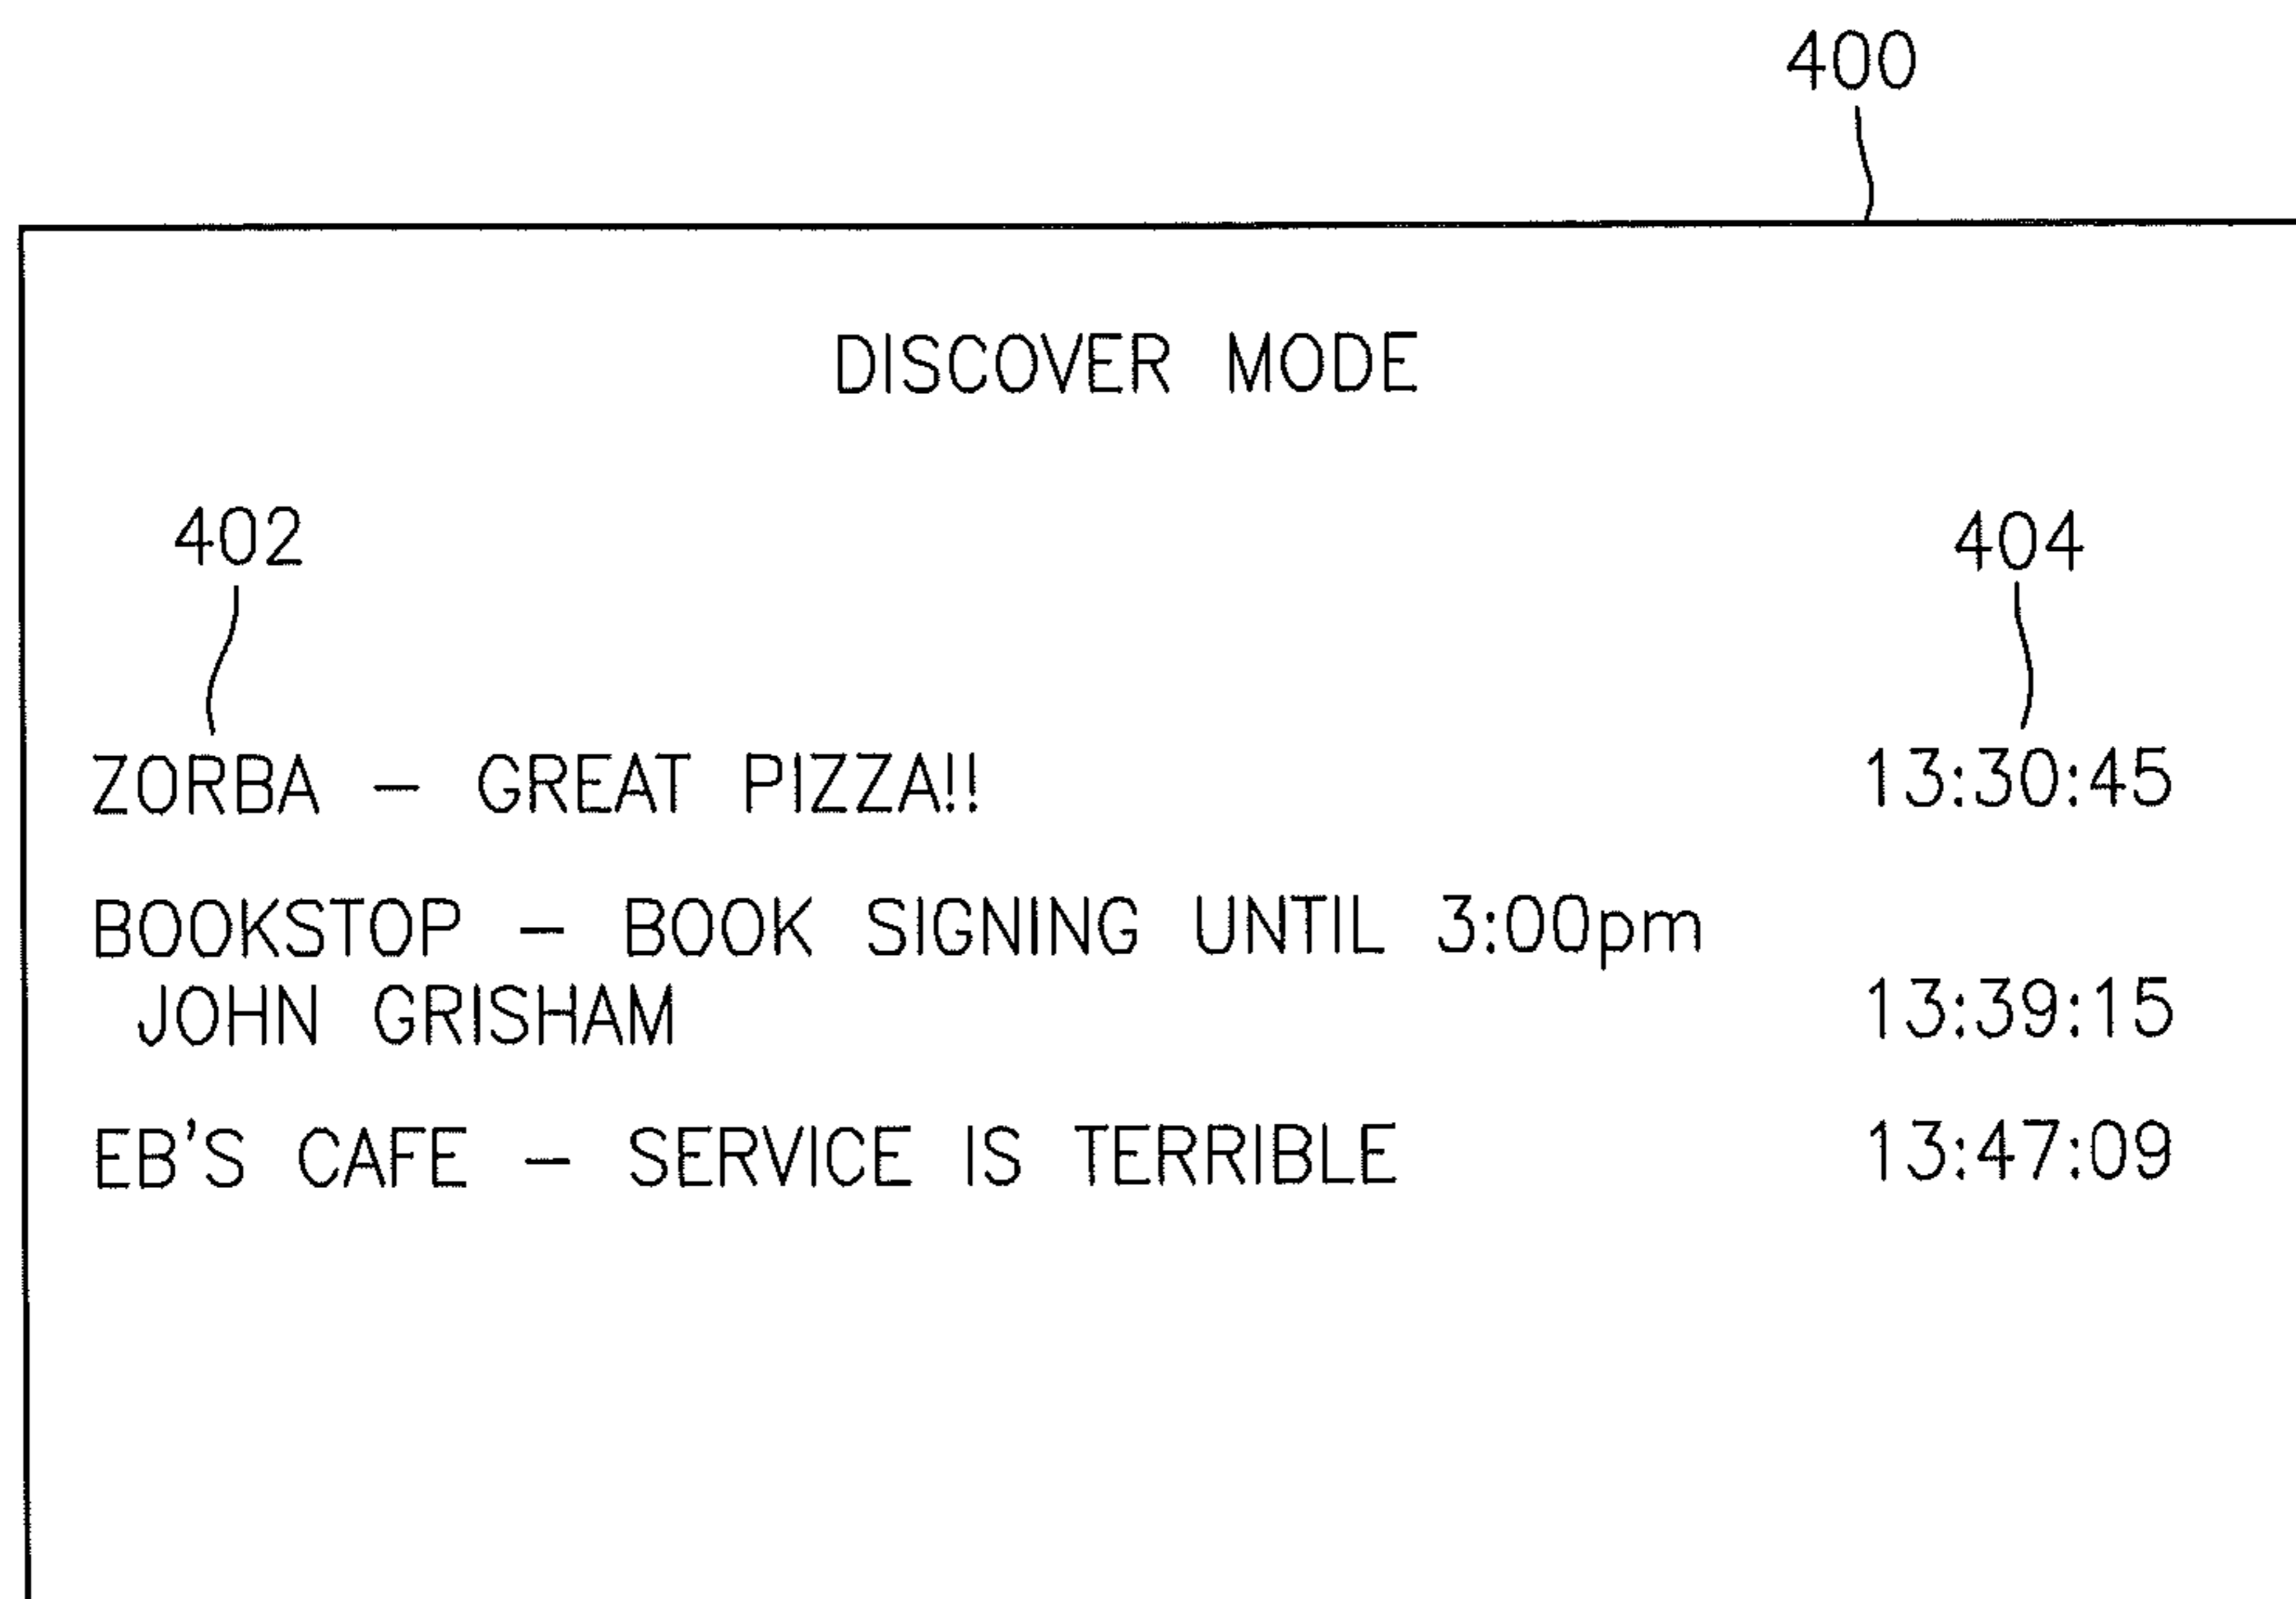 400
DISCOVER MODE
402 404
ZORBA – GREAT PIZZA!! 13:30:45
BOOKSTOP – BOOK SIGNING UNTIL 3:00pm
JOHN GRISHAM 13:39:15
EB'S CAFE – SERVICE IS TERRIBLE 13:47:09